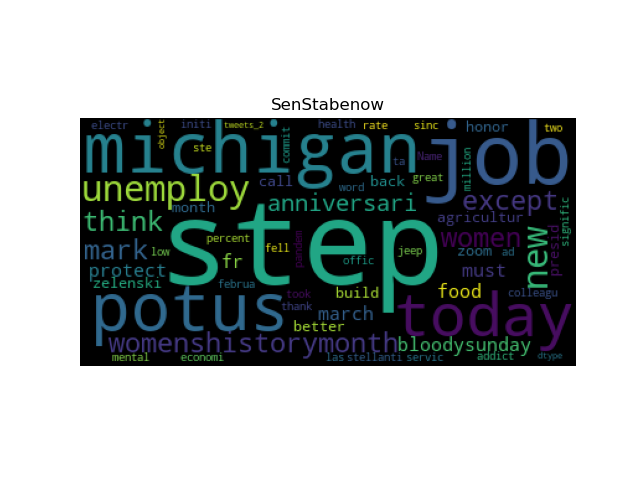 SenStabenow
electr initi tweets_2 health rate sinc honor two
object ste commit ta Name
michigan job
unemploy call word back great million
month anniversari except
think step agricultur signific
mark percent fell pandem jeep women new presid
low fr offic zoom ad
protect must
zelenski februa took build food colleagu
potus thank march today
better
womenshistorymonth bloodysunday
mental economi las stellanti servic addict dtype